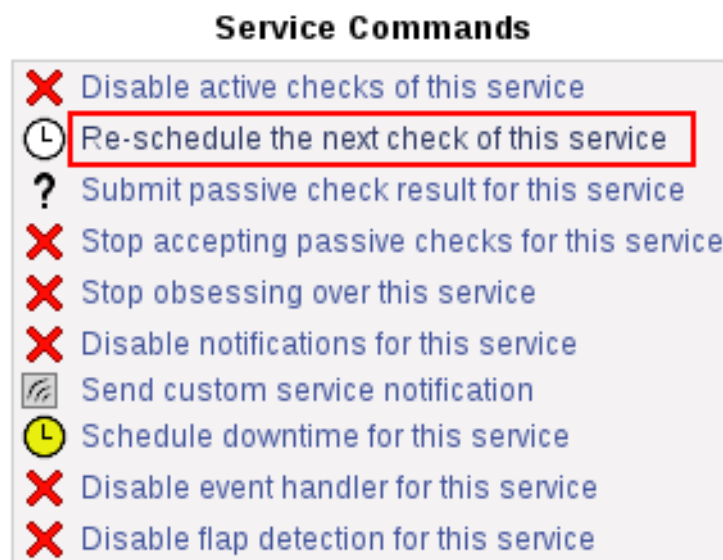 Service Commands
Disable active checks of this service
Re-schedule the next check of this service
? Submit passive check result for this service
Stop accepting passive checks for this service
Stop obsessing over this service
Disable notifications for this service
Send custom service notification
Schedule downtime for this service
Disable event handler for this service
Disable flap detection for this service